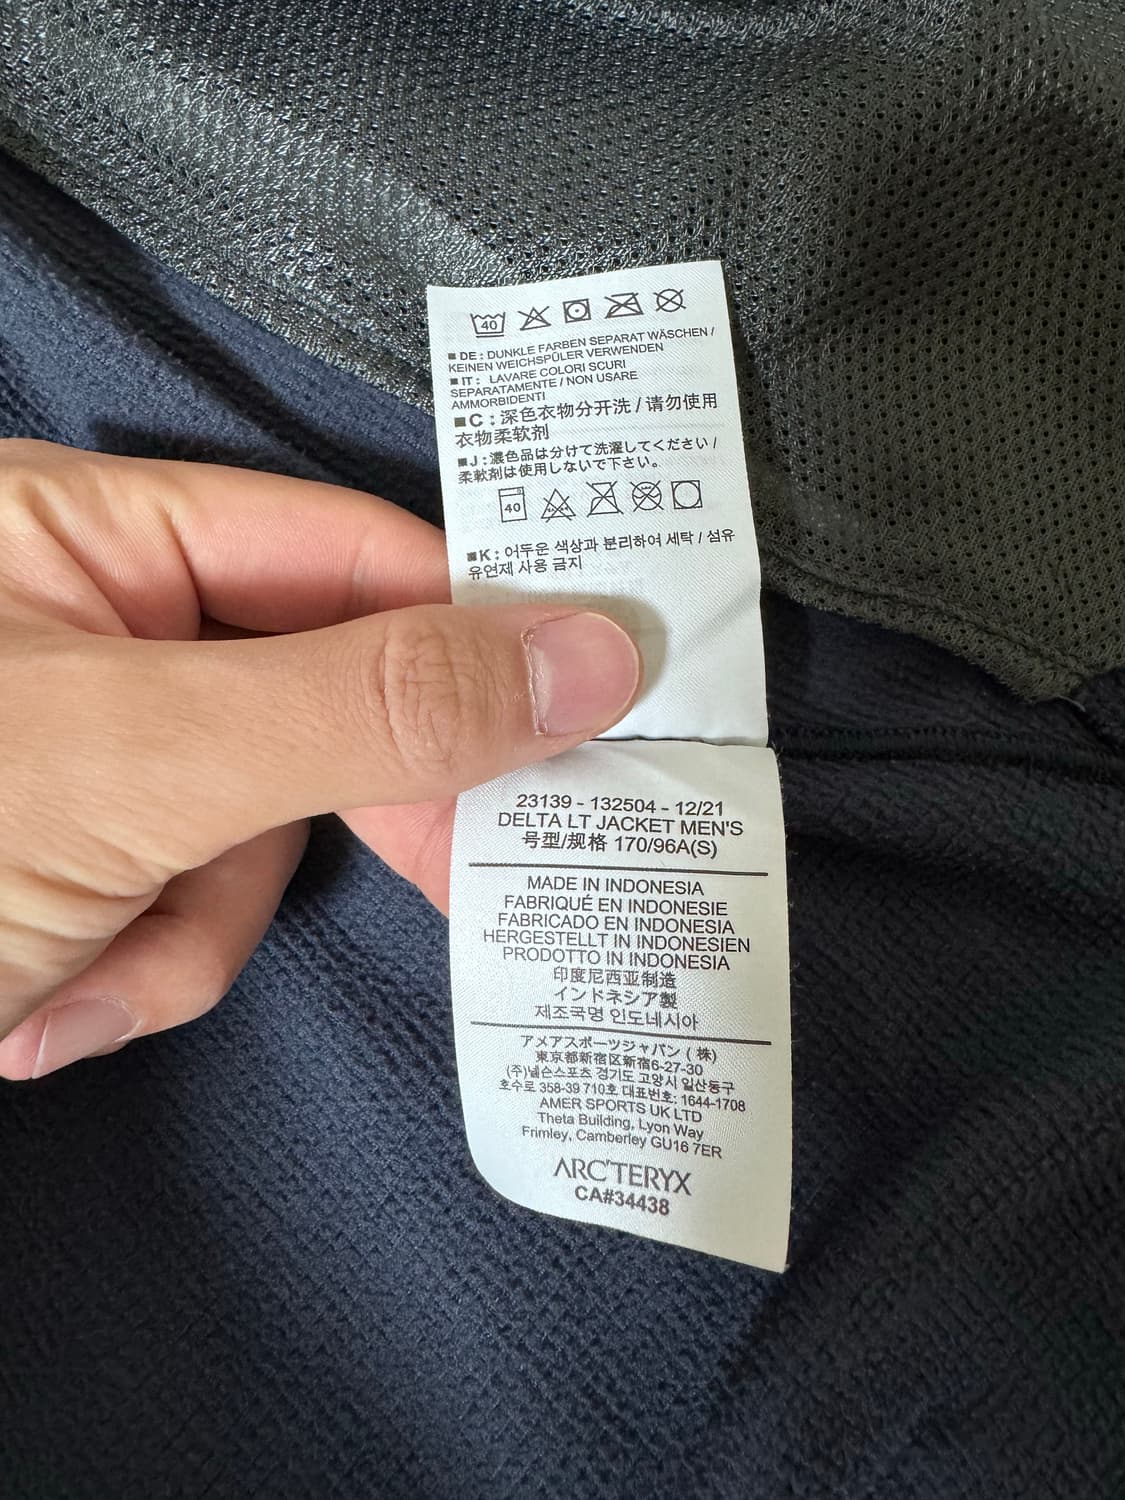 40
■ DE : DUNKLE FARBEN SEPARAT WÄSCHEN /
KEINEN WEICHSPÜLER VERWENDEN
■ IT : LAVARE COLORI SCURI
SEPARATAMENTE / NON USARE
AMMORBIDENTI
■ C : 深色衣物分开洗 / 请勿使用
衣物柔软剂
■ J : 濃色品は分けて洗濯してください /
柔軟剤は使用しないで下さい。
40
■ K : 어두운 색상과 분리하여 세탁 / 섬유
유연제 사용 금지
23139 - 132504 - 12/21
DELTA LT JACKET MEN'S
号型/规格 170/96A(S)
MADE IN INDONESIA
FABRIQUÉ EN INDONESIE
FABRICADO EN INDONESIA
HERGESTELLT IN INDONESIEN
PRODOTTO IN INDONESIA
印度尼西亚制造
インドネシア製
제조국명 인도네시아
アメアスポーツジャパン ( 株)
東京都新宿区新宿6-27-30
(주)넬슨스포츠 경기도 고양시 일산동구
호수로 358-39 710호 대표번호: 1644-1708
AMER SPORTS UK LTD
Theta Building, Lyon Way
Frimley, Camberley GU16 7ER
ARC'TERYX
CA#34438